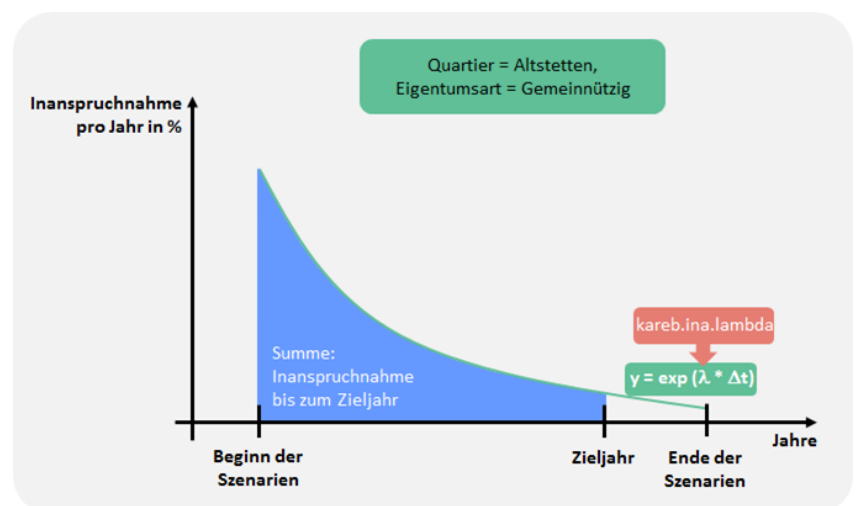 Quartier = Altstetten,
Eigentumsart = Gemeinnützig
Inanspruchnahme
pro Jahr in %
kareb.ina.lambda
y = exp (λ * Δt)
Summe:
Inanspruchnahme
bis zum Zieljahr
Jahre
Beginn der
Szenarien
Zieljahr
Ende der
Szenarien